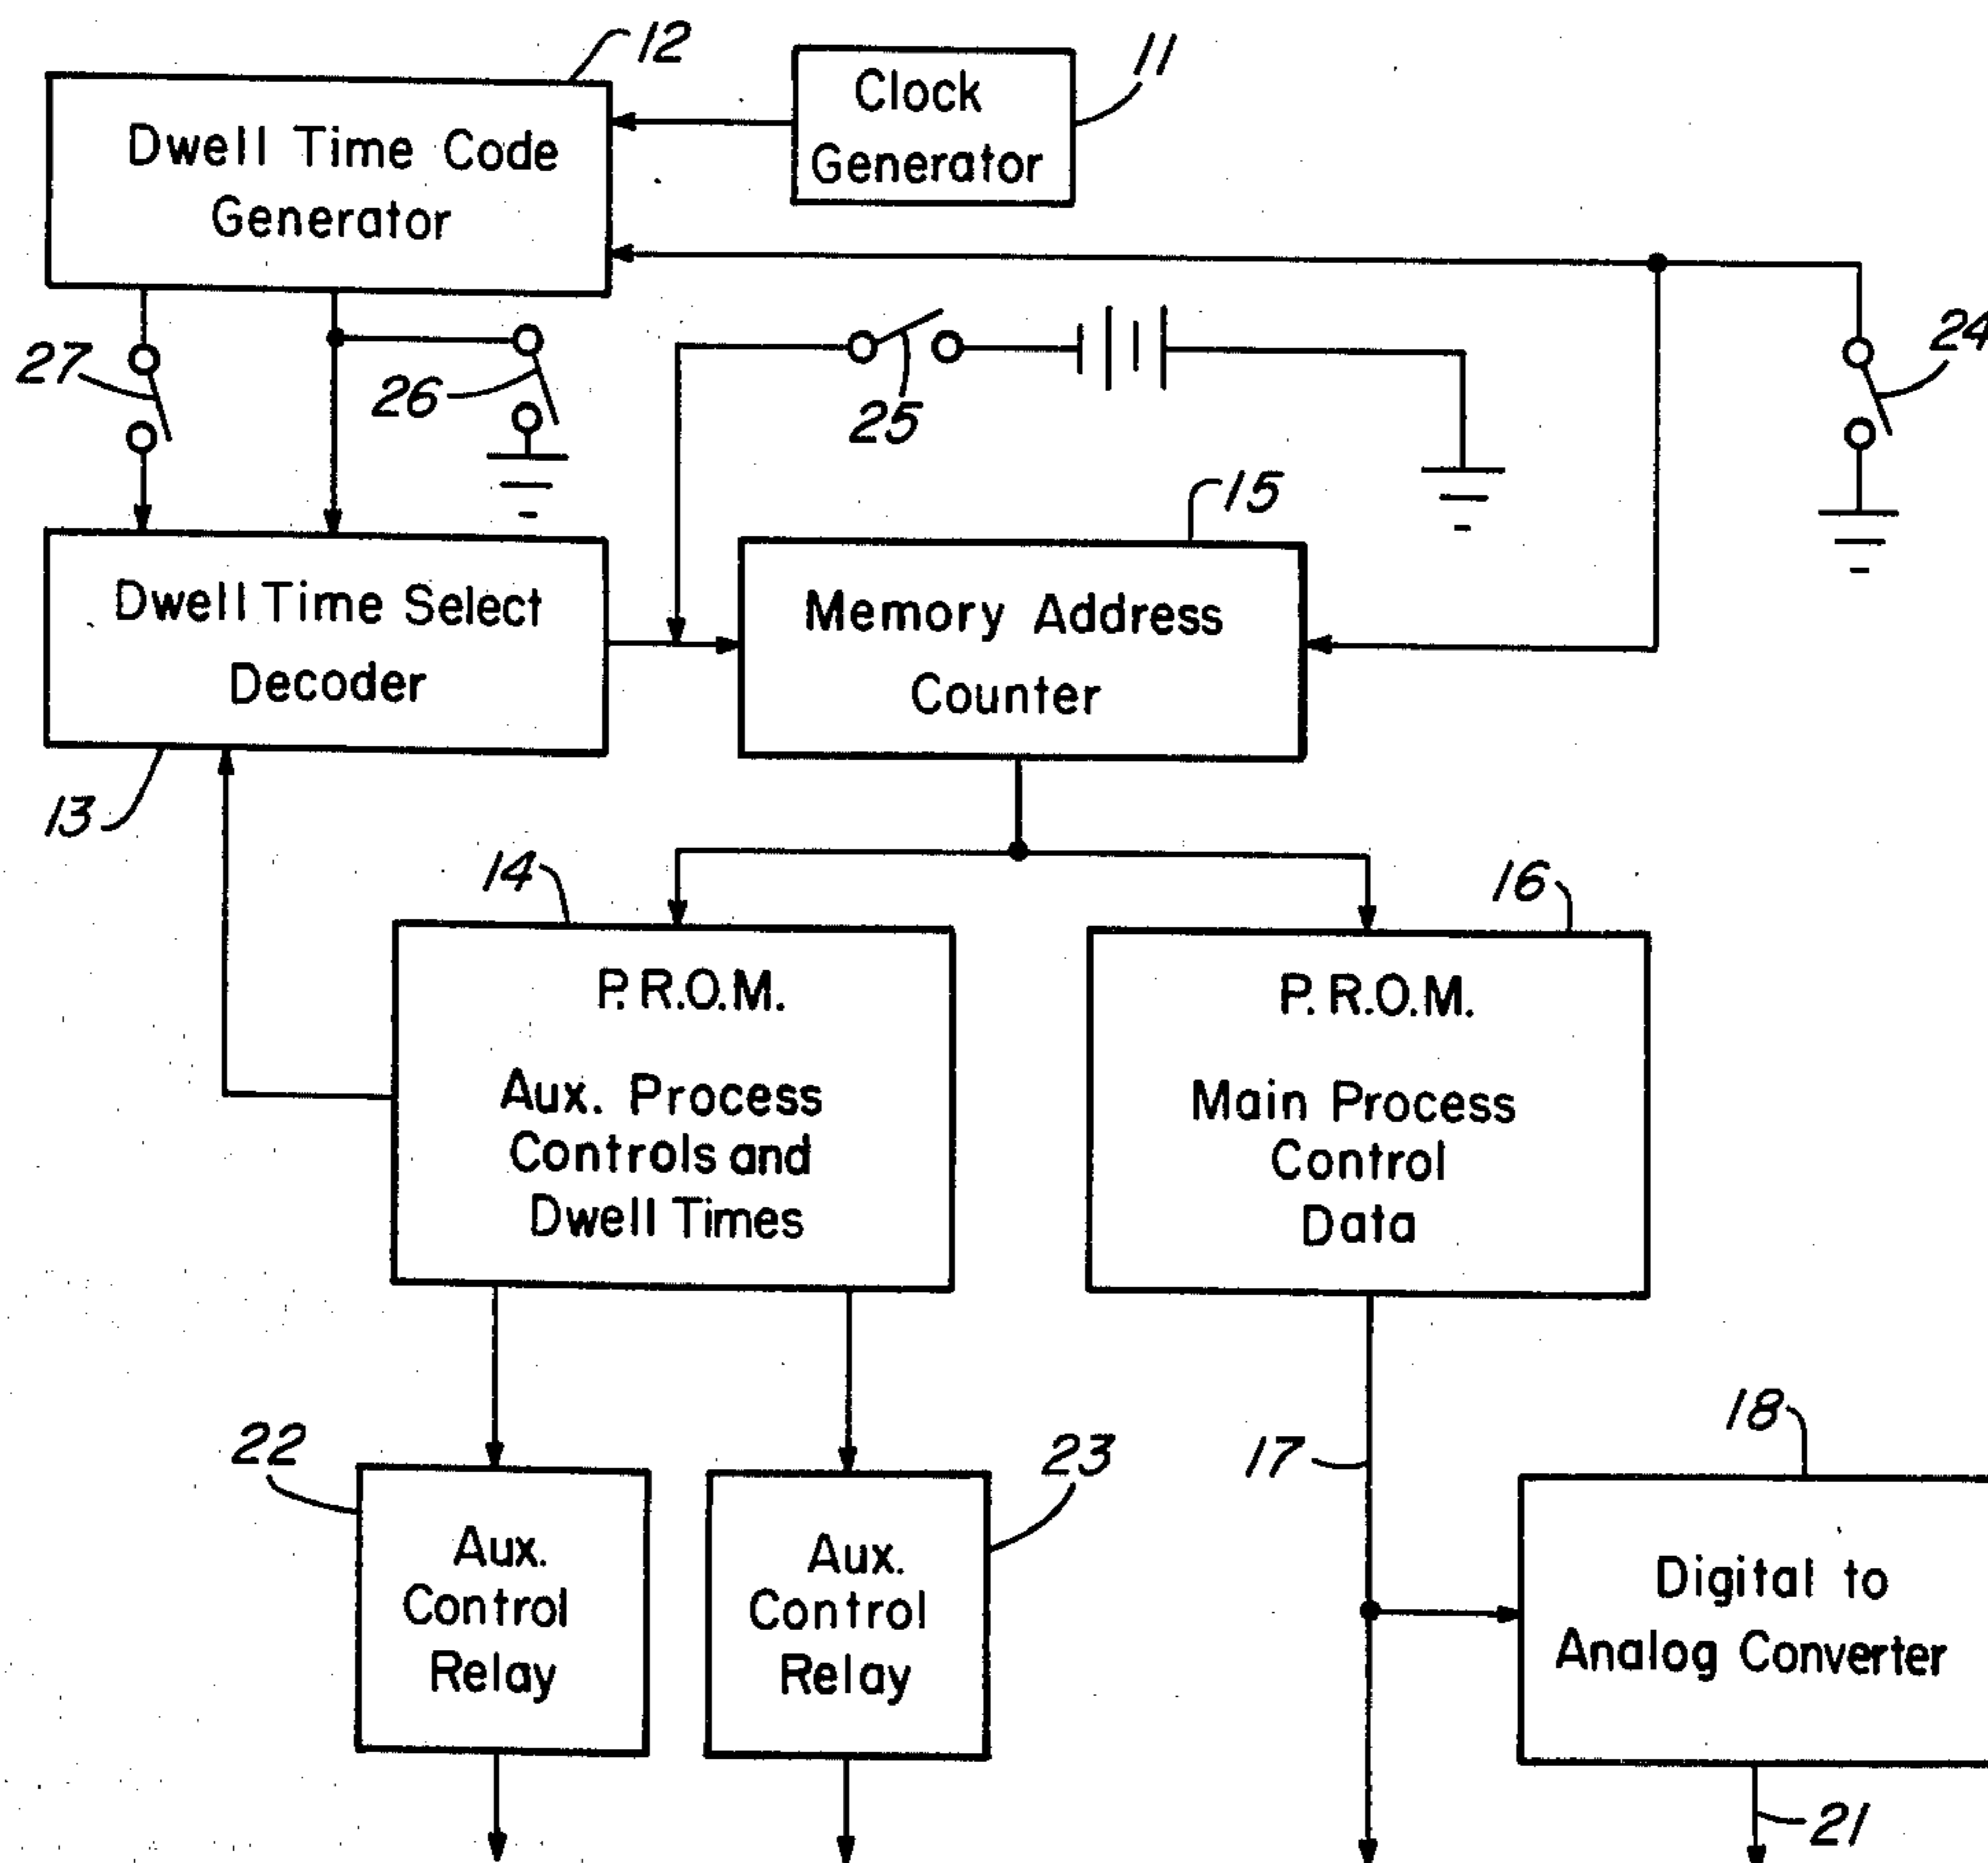 12
11
Clock
Generator
Dwell Time Code
Generator
27
26
25
24
15
Dwell Time Select
Decoder
Memory Address
Counter
13
14
16
P.R.O.M.
Aux. Process
Controls and
Dwell Times
P.R.O.M.
Main Process
Control
Data
22
23
17
18
Aux.
Control
Relay
Aux.
Control
Relay
Digital to
Analog Converter
21